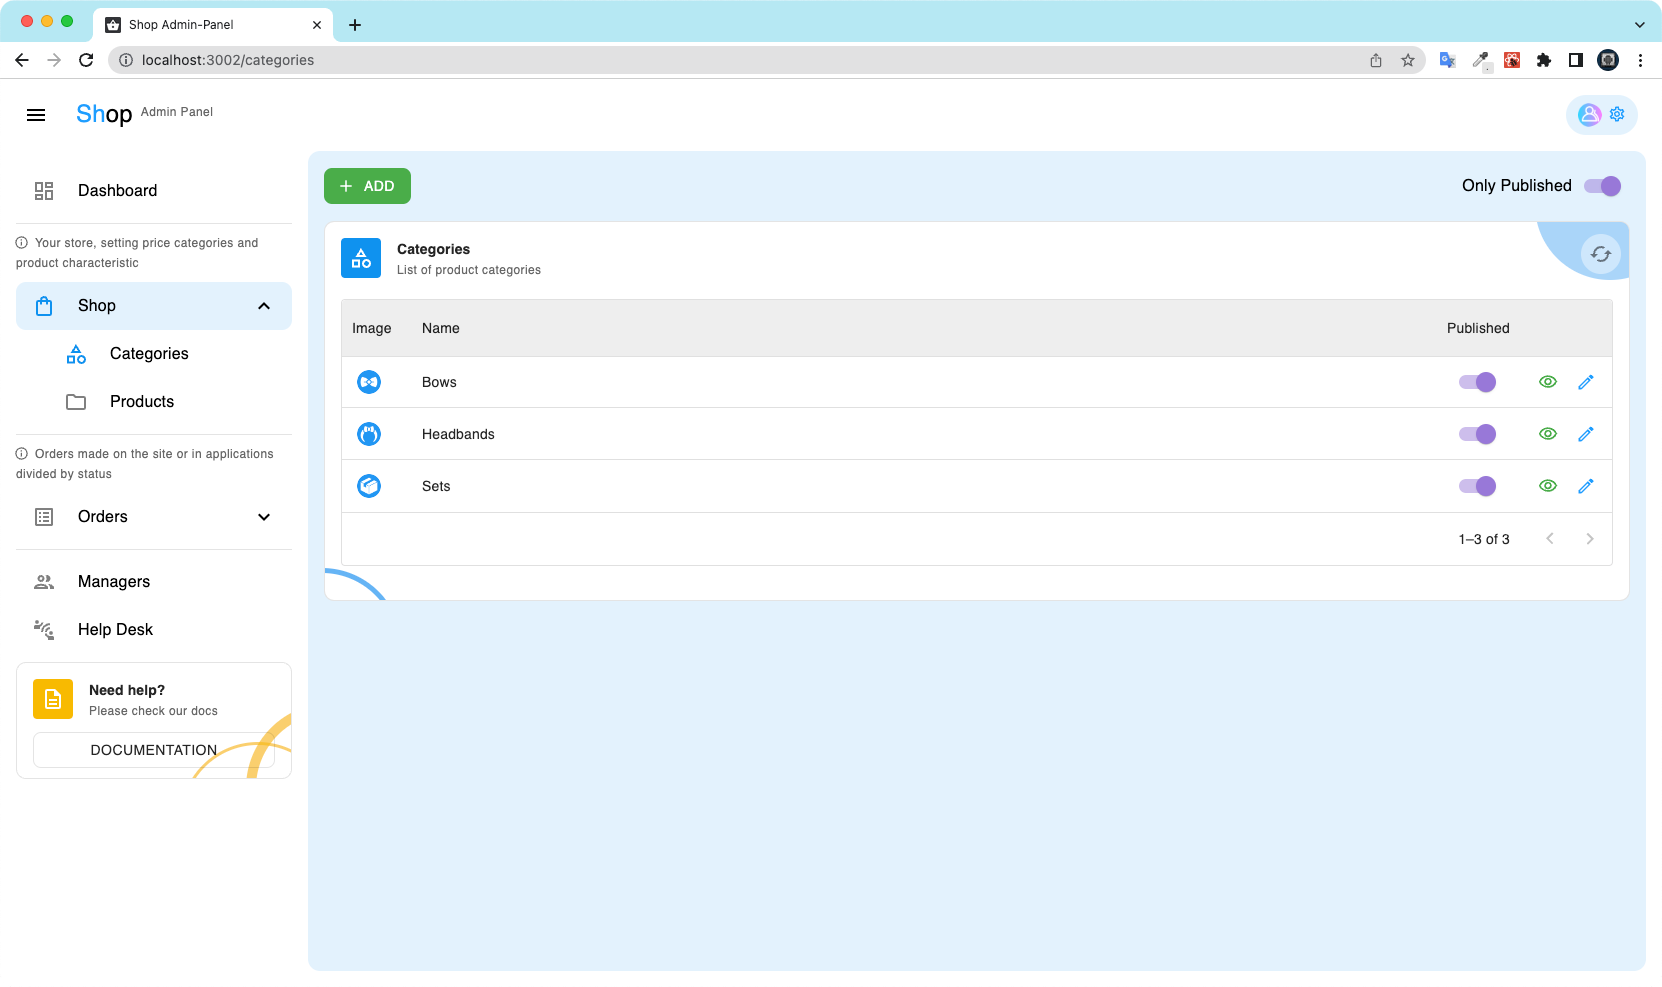 Shop Admin-Panel
localhost:3002/categories
Shop Admin Panel
Dashboard
Your store, setting price categories and
product characteristic
Shop
Categories
Products
Orders made on the site or in applications
divided by status
Orders
Managers
Help Desk
Need help?
Please check our docs
DOCUMENTATION
ADD
Only Published
Categories
List of product categories
Image Name Published
Bows
Headbands
Sets
1–3 of 3